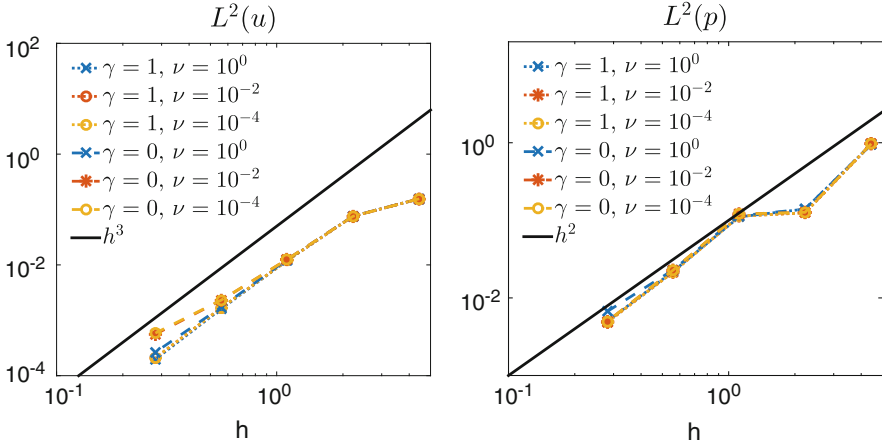 L²(u)
10²
10⁰
10⁻²
10⁻⁴
γ = 1, ν = 10⁰
γ = 1, ν = 10⁻²
γ = 1, ν = 10⁻⁴
γ = 0, ν = 10⁰
γ = 0, ν = 10⁻²
γ = 0, ν = 10⁻⁴
h³
10⁻¹
10⁰
h
L²(p)
10⁰
10⁻²
γ = 1, ν = 10⁰
γ = 1, ν = 10⁻²
γ = 1, ν = 10⁻⁴
γ = 0, ν = 10⁰
γ = 0, ν = 10⁻²
γ = 0, ν = 10⁻⁴
h²
10⁻¹
10⁰
h